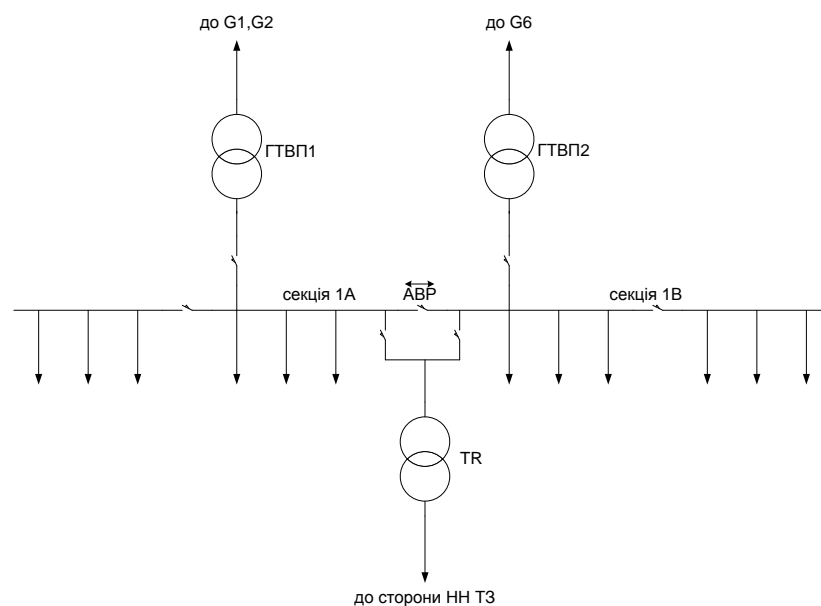 до G1,G2
до G6
ГТВП1
ГТВП2
секція 1А
АВР
секція 1В
TR
до сторони НН Т3